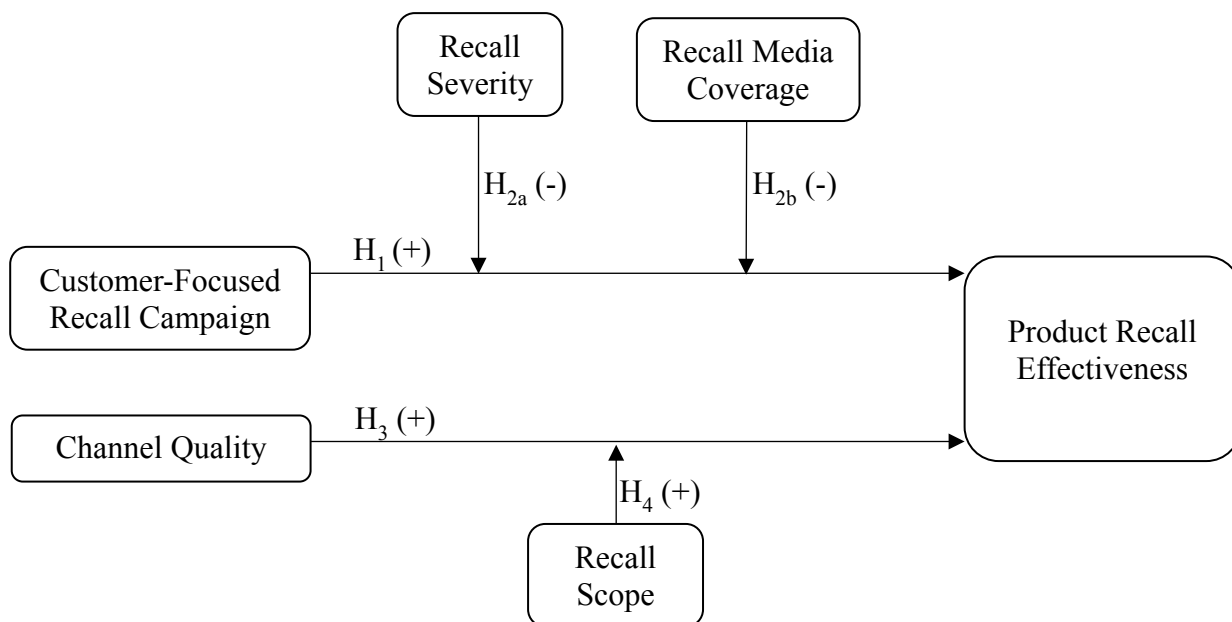 Recall
Severity
Recall Media
Coverage
H2a (-)
H2b (-)
H1 (+)
Customer-Focused
Recall Campaign
Product Recall
Effectiveness
H3 (+)
Channel Quality
H4 (+)
Recall
Scope